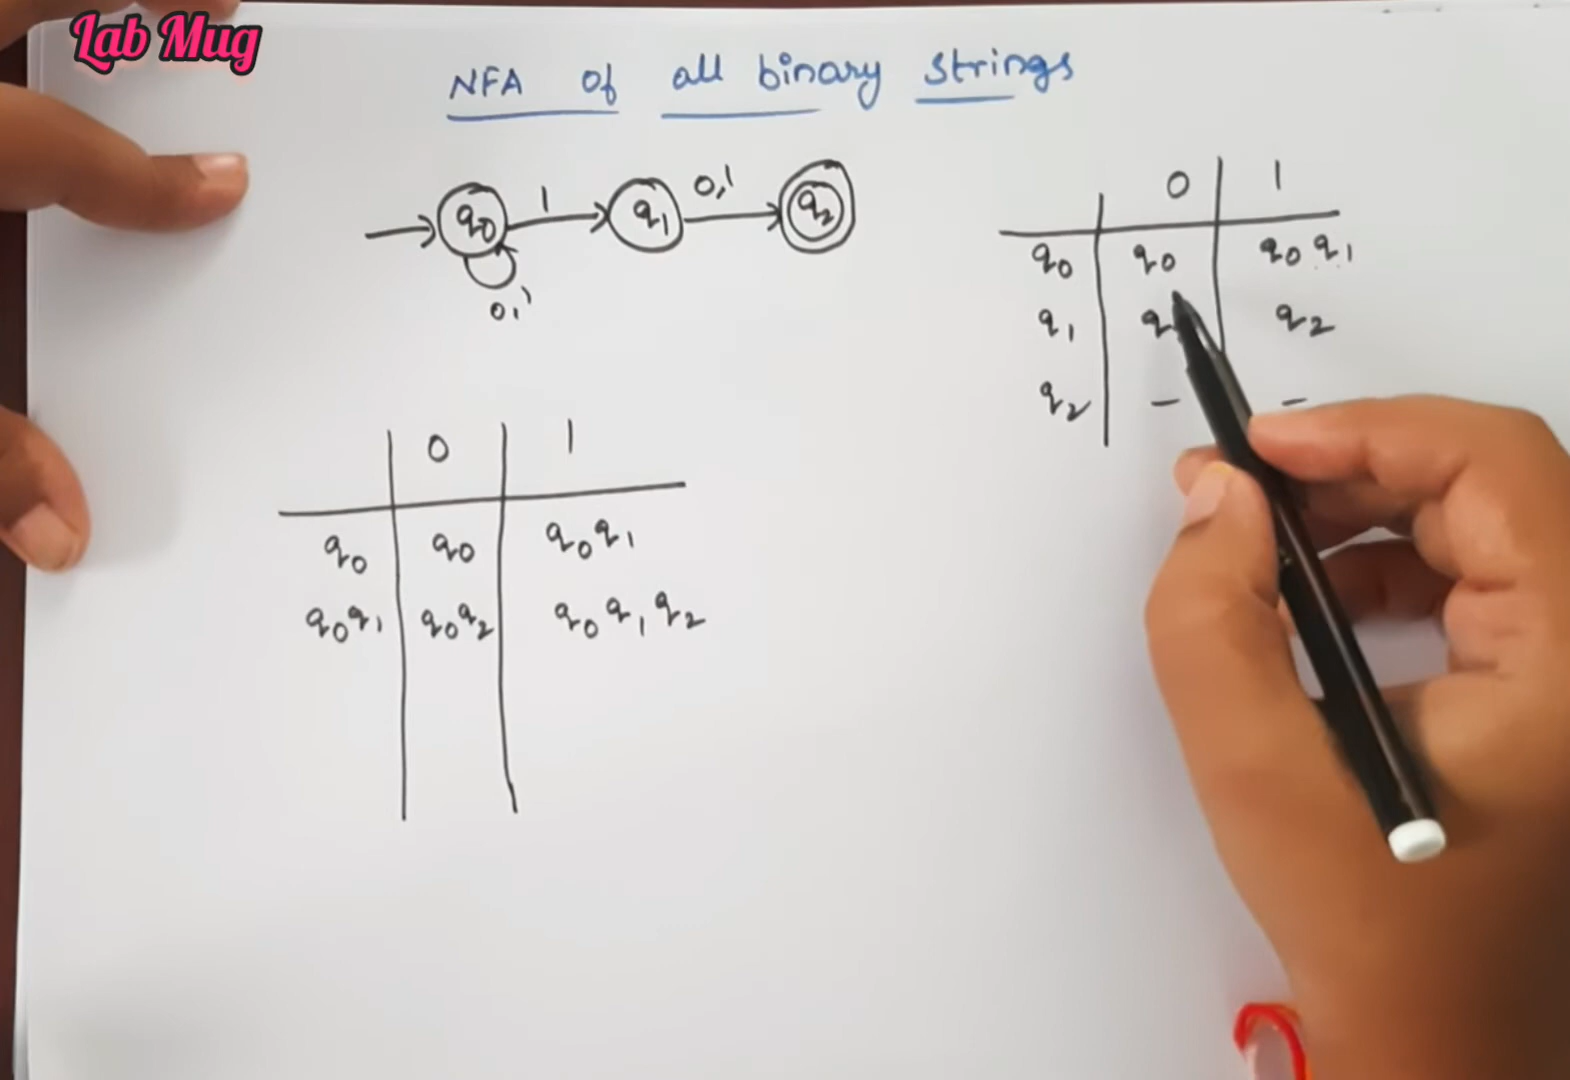 Lab Mug
NFA of all binary strings
q0 1 q1 0,1 q2
0,1
0 1
q0 q0 q0 q1
q1 q2
q2 - -
0 1
q0 q0 q0q1
q0q1 q0q2 q0 q1 q2